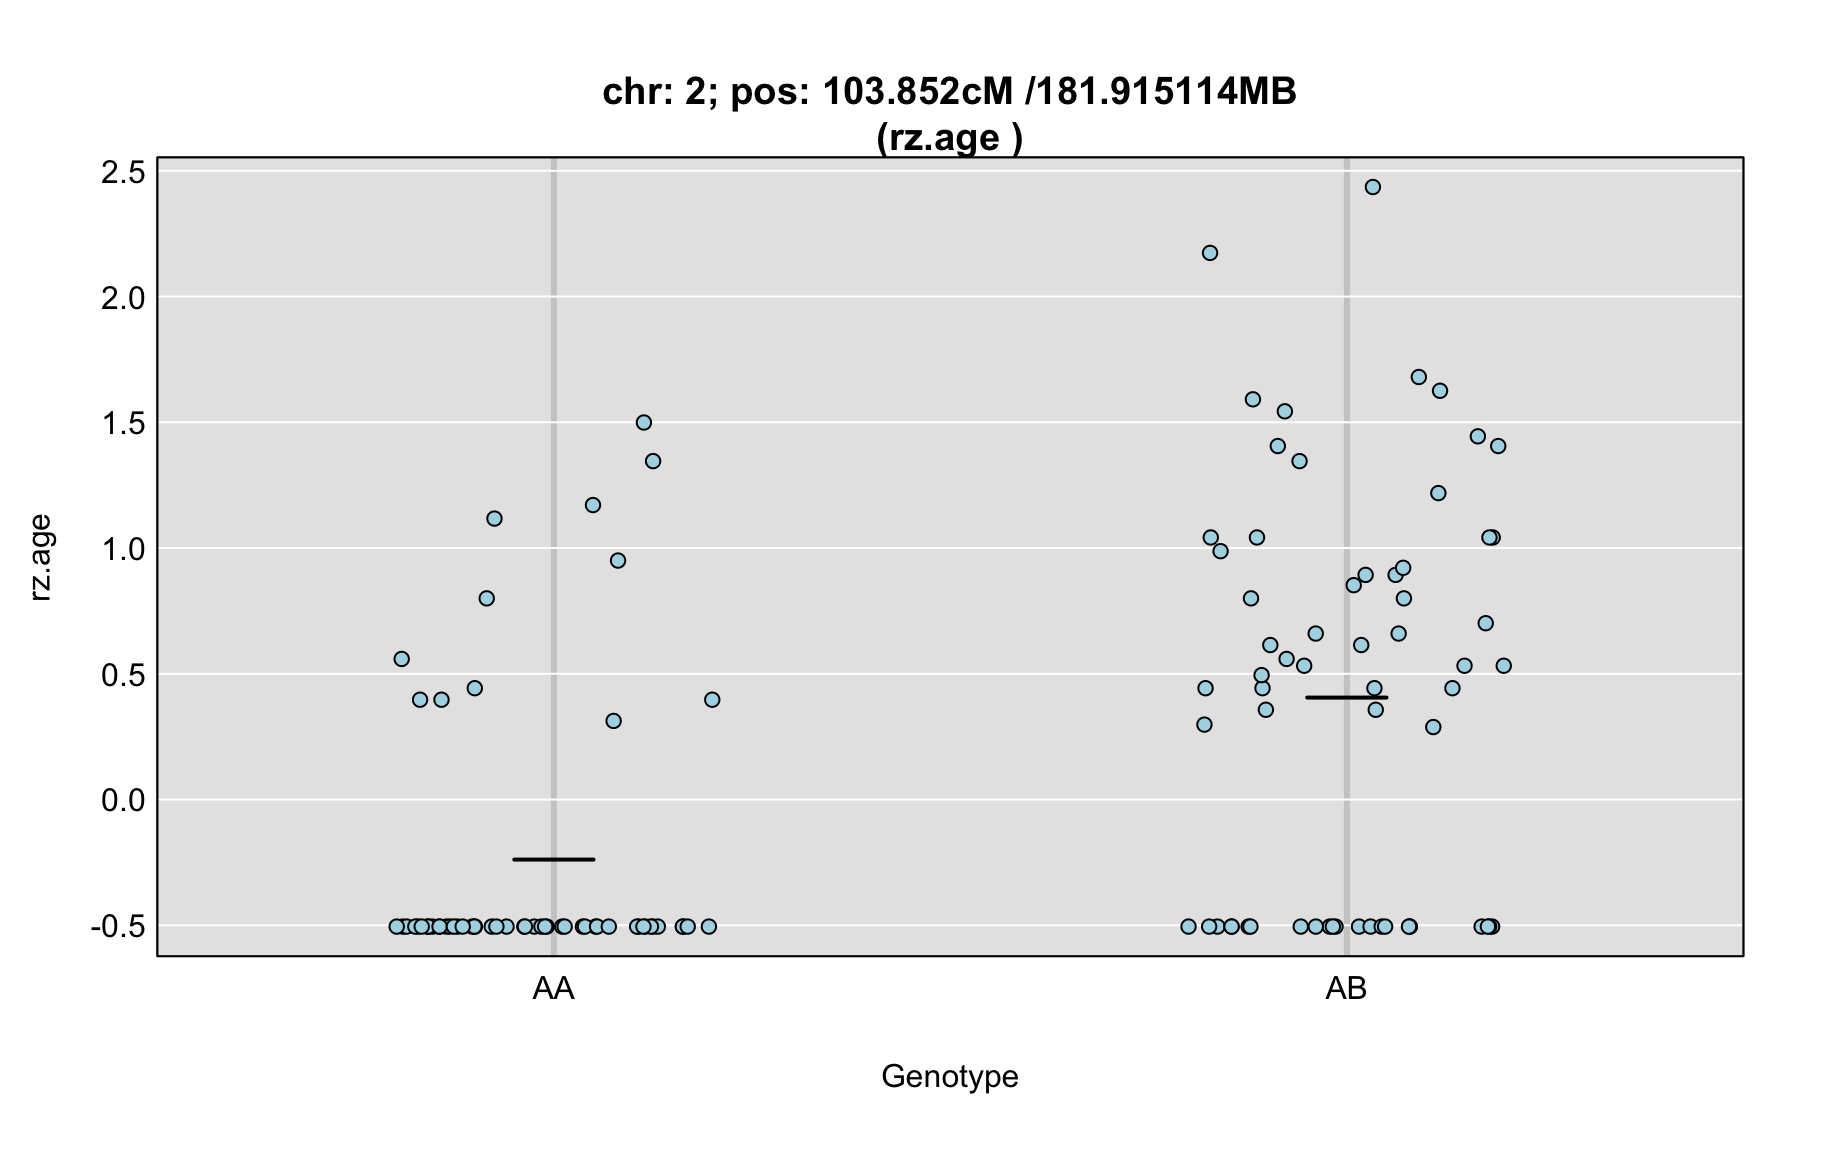 chr: 2; pos: 103.852cM /181.915114MB
(rz.age )
2.5
2.0
1.5
1.0
0.5
0.0
-0.5
rz.age
AA AB
Genotype